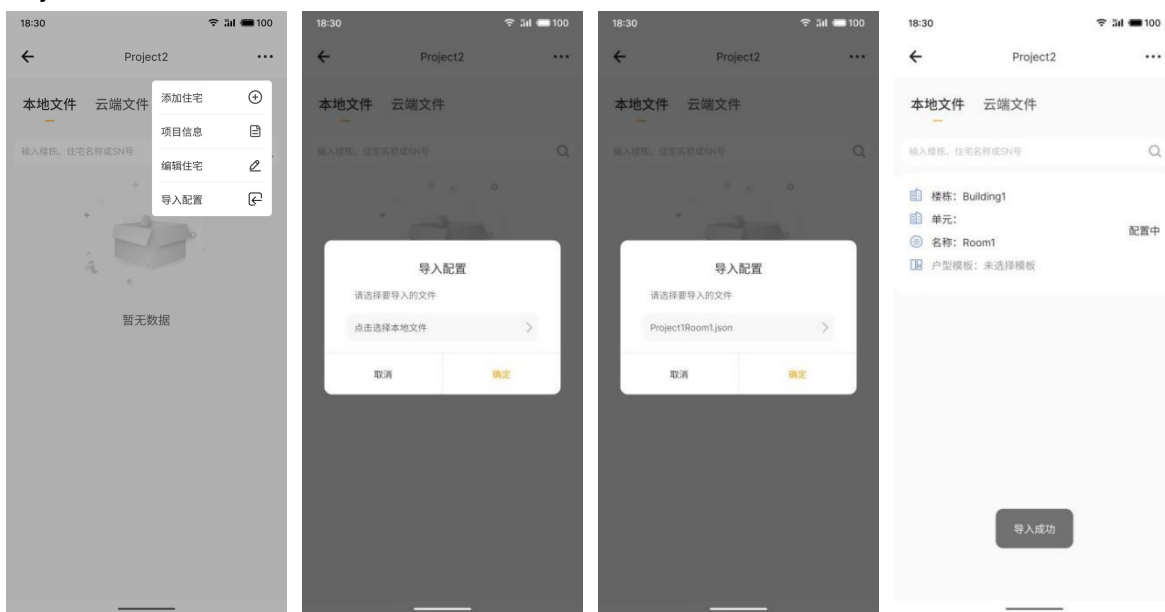 18:30
100
Project2
本地文件
云端文件
添加住宅
项目信息
编辑住宅
导入配置
输入楼栋、住宅名称或SN号
暂无数据
18:30
100
Project2
本地文件
云端文件
输入楼栋、住宅名称或SN号
导入配置
请选择要导入的文件
点击选择本地文件
取消
确定
18:30
100
Project2
本地文件
云端文件
输入楼栋、住宅名称或SN号
导入配置
请选择要导入的文件
Project1Room1.json
取消
确定
18:30
100
Project2
本地文件
云端文件
输入楼栋、住宅名称或SN号
楼栋：Building1
单元：
名称：Room1
配置中
户型模板：未选择模板
导入成功